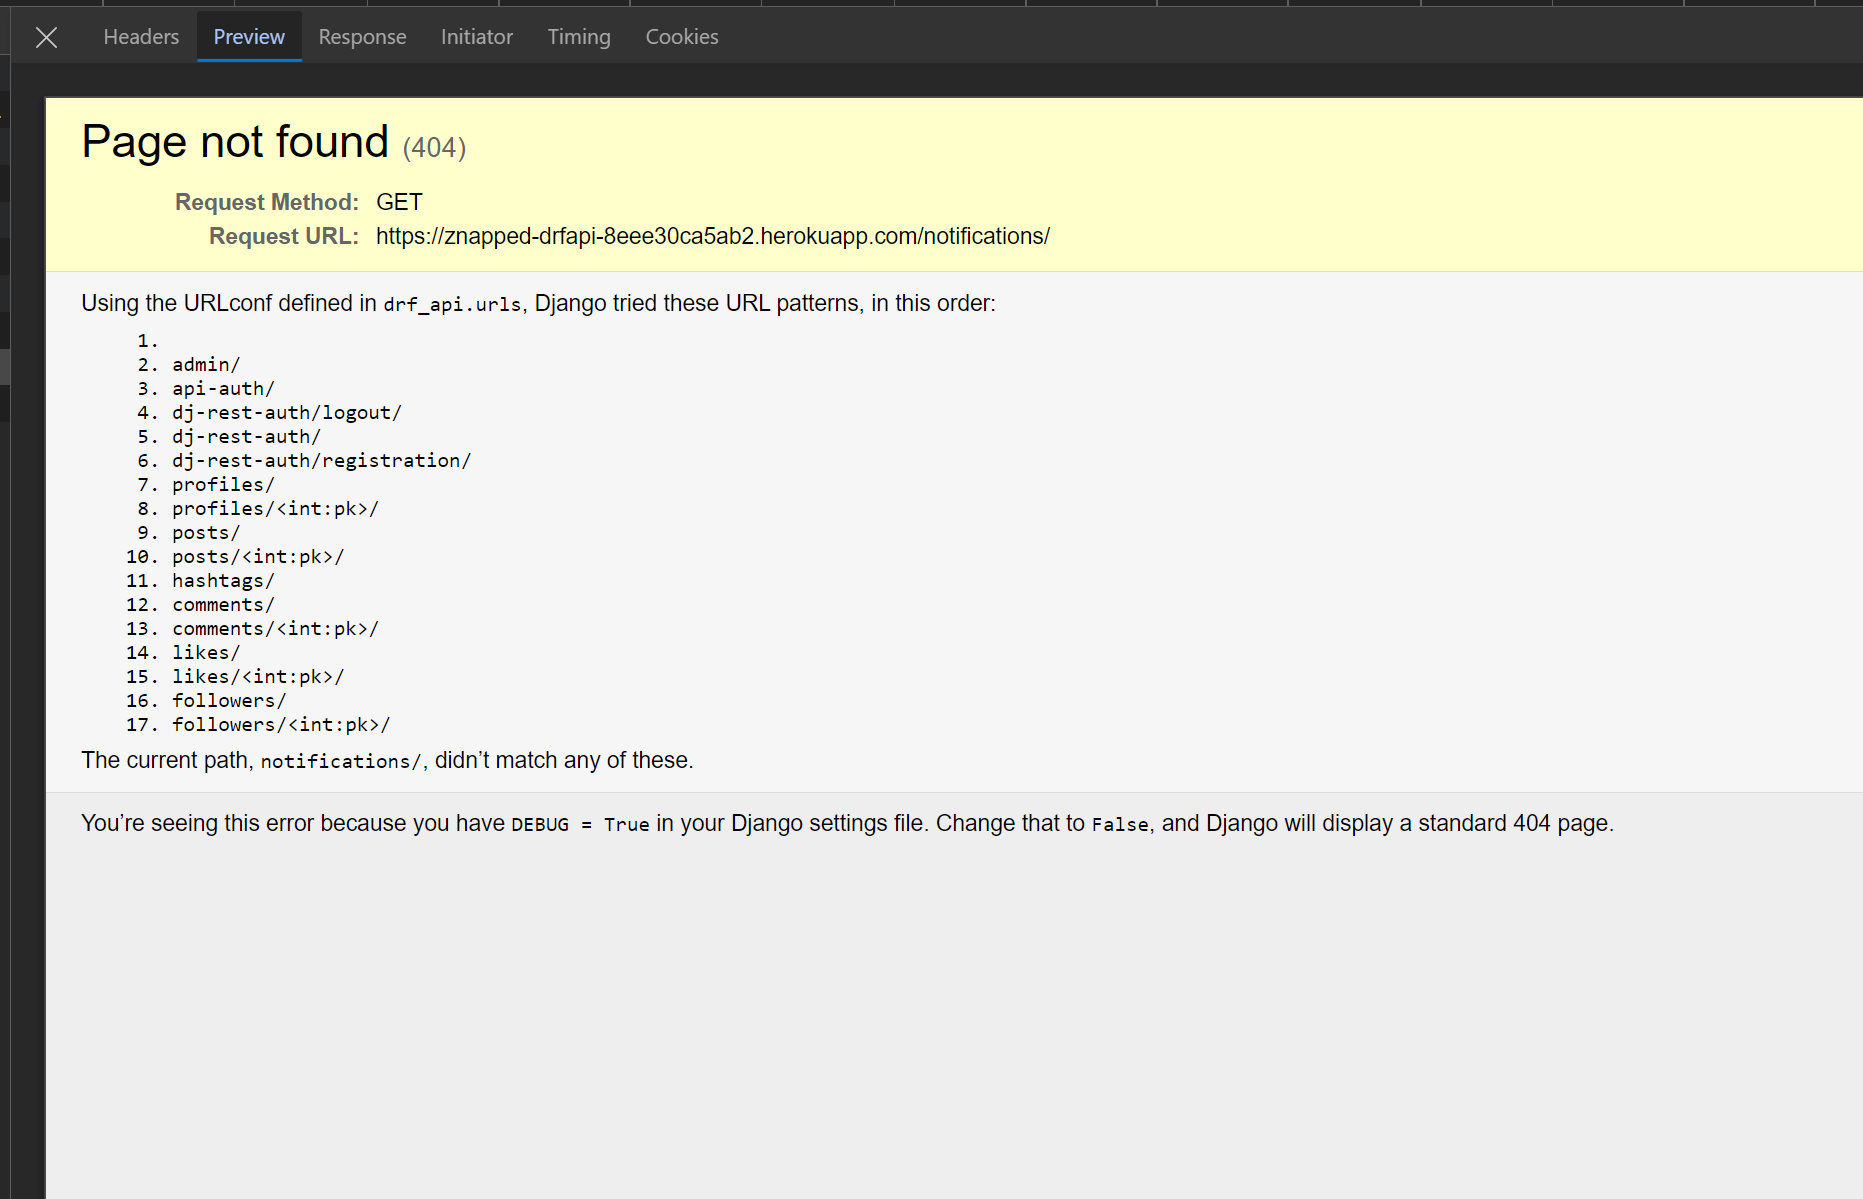 Headers Preview Response Initiator Timing Cookies
Page not found (404)
Request Method: GET
Request URL: https://znapped-drfapi-8eee30ca5ab2.herokuapp.com/notifications/
Using the URLconf defined in drf_api.urls, Django tried these URL patterns, in this order:
1.
2. admin/
3. api-auth/
4. dj-rest-auth/logout/
5. dj-rest-auth/
6. dj-rest-auth/registration/
7. profiles/
8. profiles/<int:pk>/
9. posts/
10. posts/<int:pk>/
11. hashtags/
12. comments/
13. comments/<int:pk>/
14. likes/
15. likes/<int:pk>/
16. followers/
17. followers/<int:pk>/
The current path, notifications/, didn’t match any of these.
You’re seeing this error because you have DEBUG = True in your Django settings file. Change that to False, and Django will display a standard 404 page.